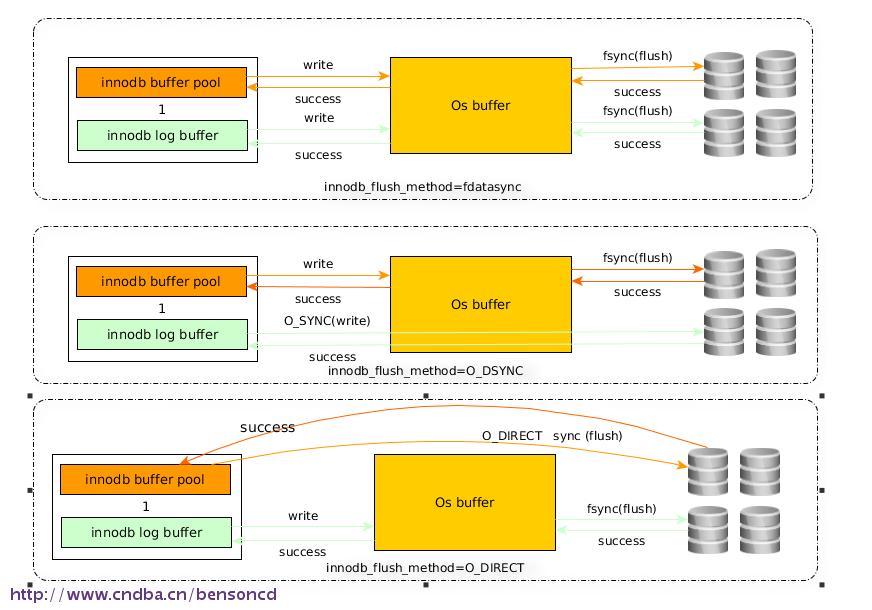 write
fsync(flush)
innodb buffer pool
success
success
1
write
Os buffer
fsync(flush)
innodb log buffer
success
success
innodb_flush_method=fdatasync
write
fsync(flush)
innodb buffer pool
success
success
1
Os buffer
O_SYNC(write)
innodb log buffer
success
innodb_flush_method=O_DSYNC
success
O_DIRECT sync (flush)
innodb buffer pool
1
Os buffer
write
fsync(flush)
innodb log buffer
success
success
innodb_flush_method=O_DIRECT
http://www.cndba.cn/bensoncd